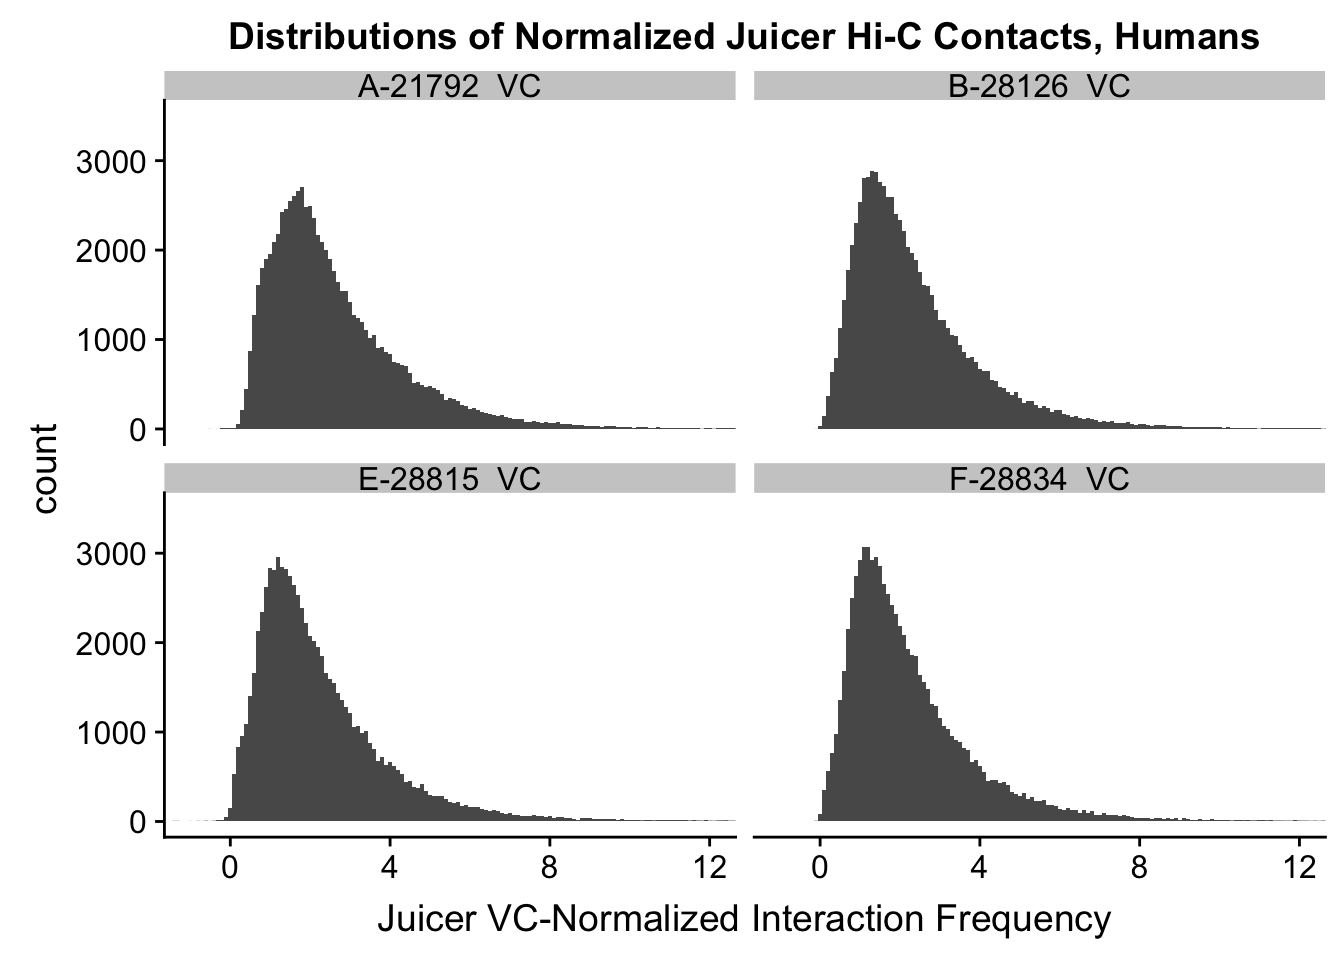 Distributions of Normalized Juicer Hi-C Contacts, Humans
A-21792 VC
B-28126 VC
3000
2000
1000
0
count
E-28815 VC
F-28834 VC
3000
2000
1000
0
0 4 8 12
0 4 8 12
Juicer VC-Normalized Interaction Frequency